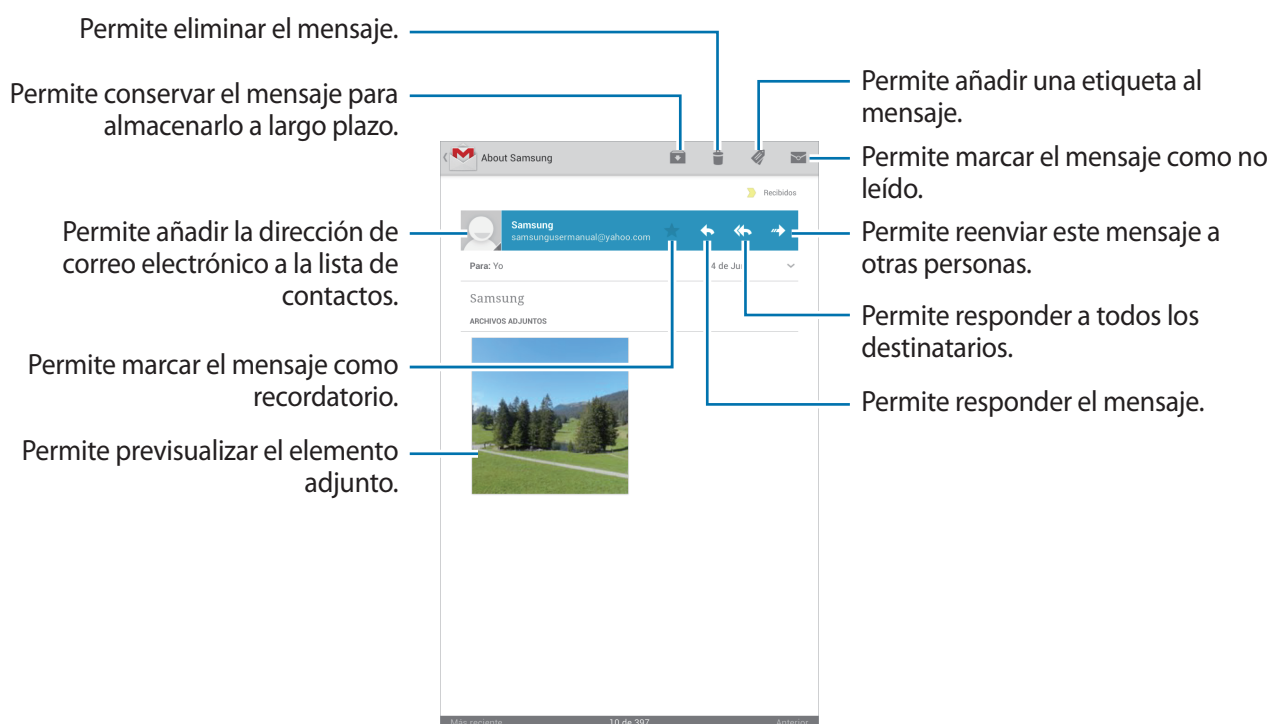 Permite eliminar el mensaje.
Permite conservar el mensaje para
almacenarlo a largo plazo.
Permite añadir la dirección de
correo electrónico a la lista de
contactos.
Permite marcar el mensaje como
recordatorio.
Permite previsualizar el elemento
adjunto.
About Samsung
Recibidos
Samsung
samsungusermanual@yahoo.com
Para: Yo
4 de
Samsung
ARCHIVOS ADJUNTOS
Más reciente
10 de 397
Anterior
Permite añadir una etiqueta al
mensaje.
Permite marcar el mensaje como no
leído.
Permite reenviar este mensaje a
otras personas.
Permite responder a todos los
destinatarios.
Permite responder el mensaje.